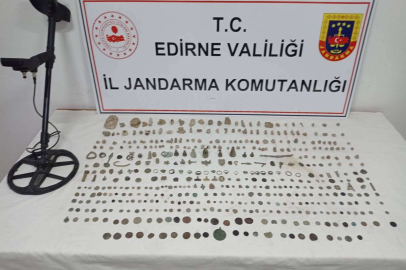 T.C.
EDİRNE VALİLİĞİ
İL JANDARMA KOMUTANLIĞI